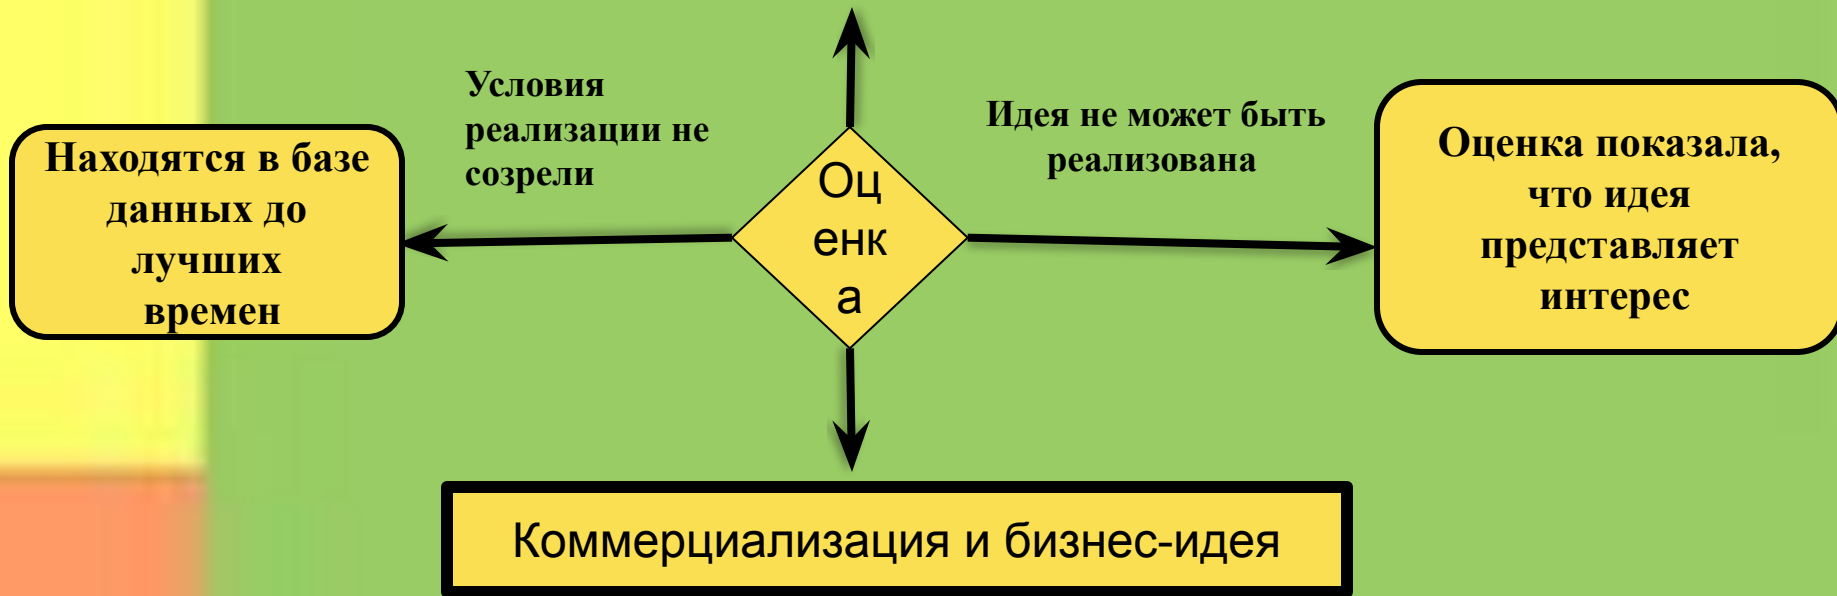 Находятся в базе
данных до
лучших
времен
Условия
реализации не
созрели
Оц
енк
а
Идея не может быть
реализована
Оценка показала,
что идея
представляет
интерес
Коммерциализация и бизнес-идея